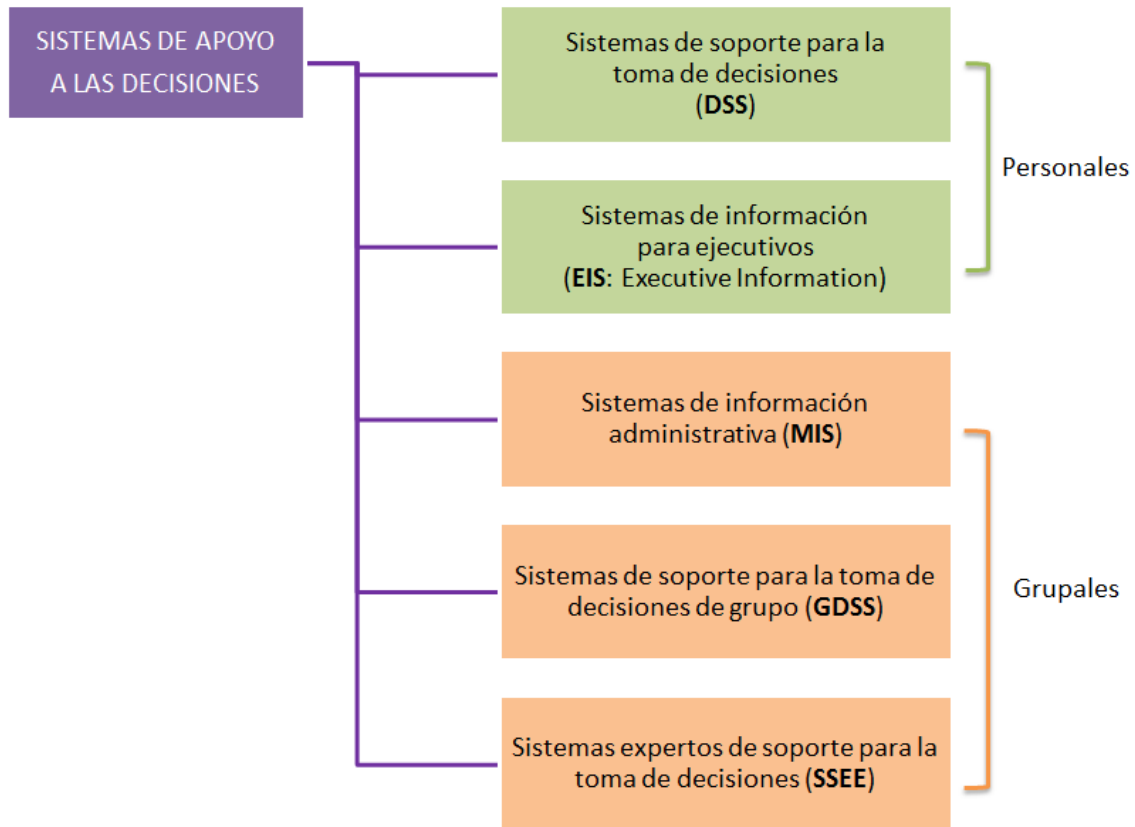 SISTEMAS DE APOYO
A LAS DECISIONES
Sistemas de soporte para la
toma de decisiones
(DSS)
Sistemas de información
para ejecutivos
(EIS: Executive Information)
Personales
Sistemas de información
administrativa (MIS)
Sistemas de soporte para la toma de
decisiones de grupo (GDSS)
Sistemas expertos de soporte para la
toma de decisiones (SSEE)
Grupales